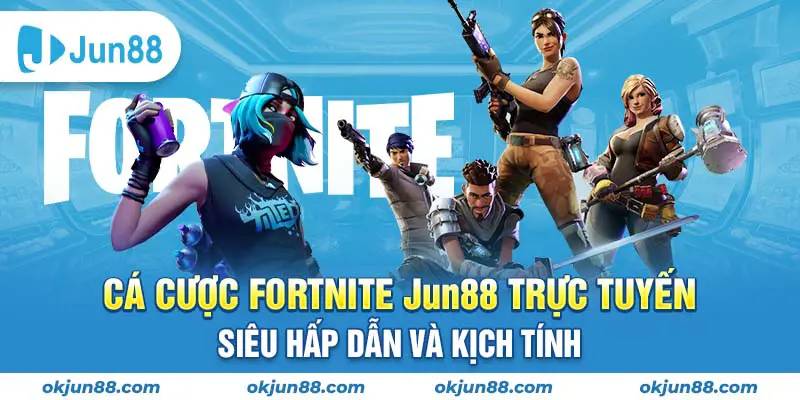 Jun88
FORTNITE
CÁ CƯỢC FORTNITE Jun88 TRỰC TUYẾN
SIÊU HẤP DẪN VÀ KỊCH TÍNH
okjun88.com okjun88.com okjun88.com okjun88.com